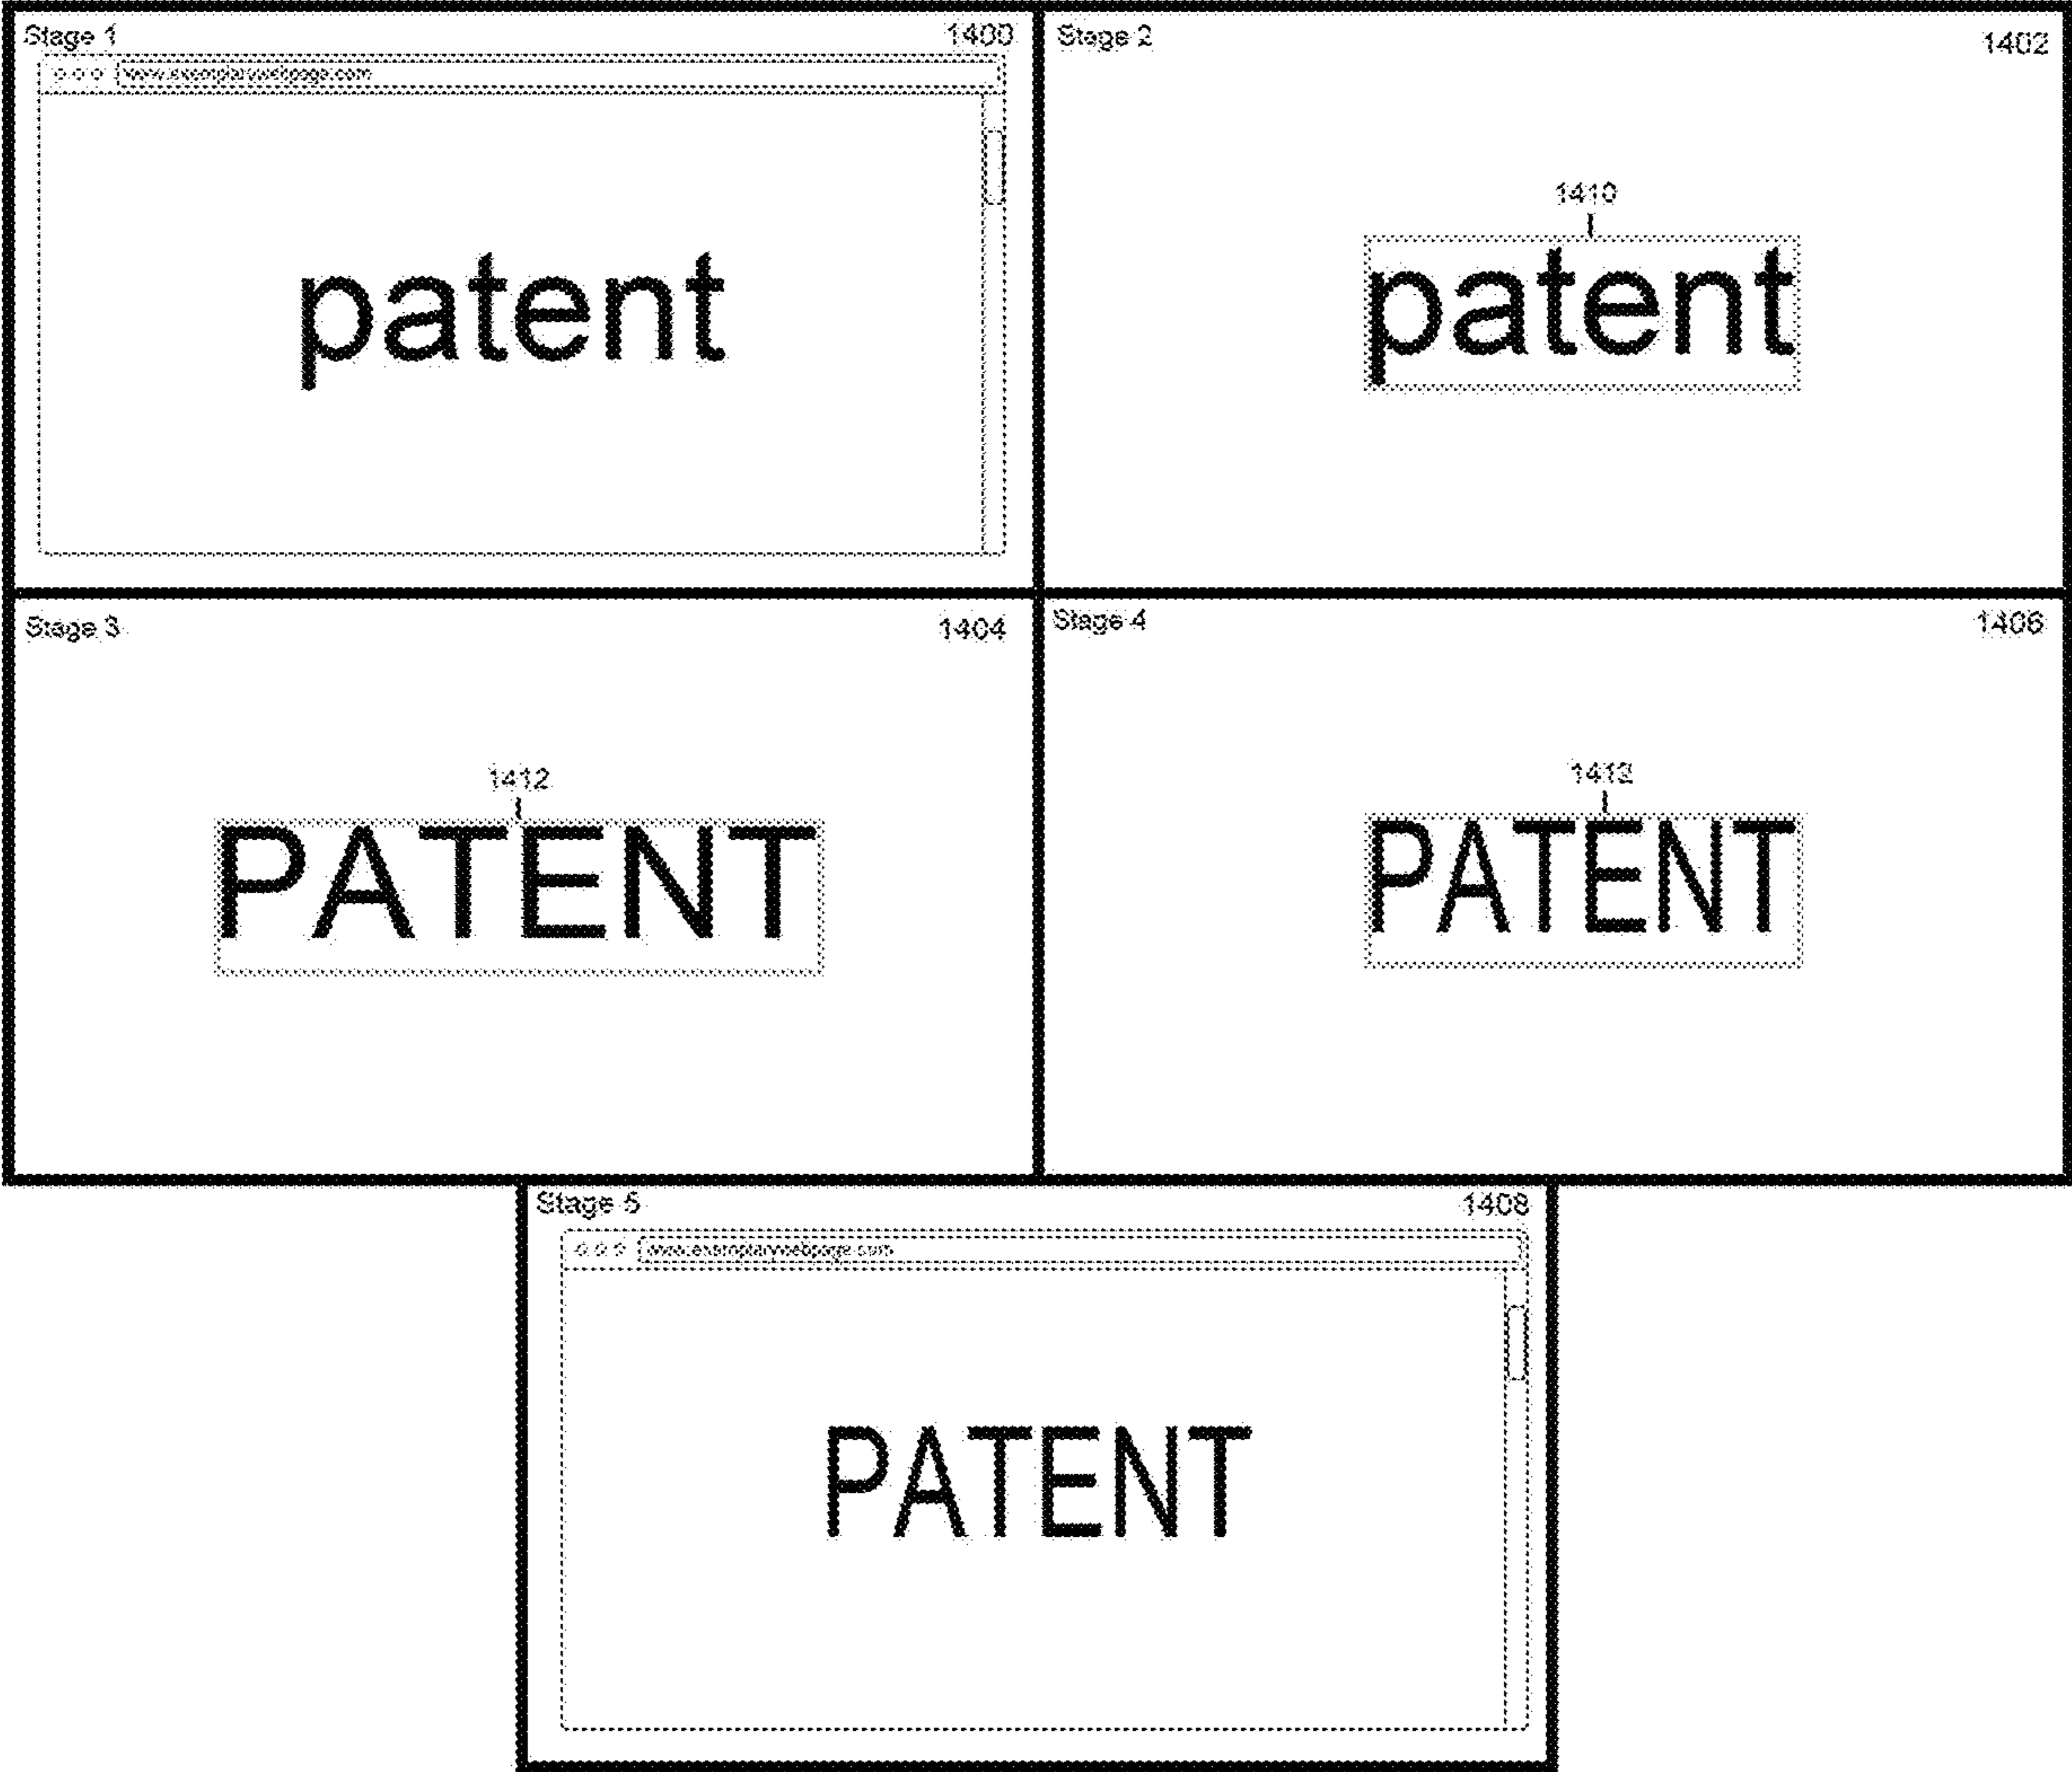 Stage 1 1400
www.exemplarywebpage.com
patent
Stage 2 1402
1410
patent
Stage 3 1404
1412
PATENT
Stage 4 1406
1412
PATENT
Stage 5 1408
www.exemplarywebpage.com
PATENT